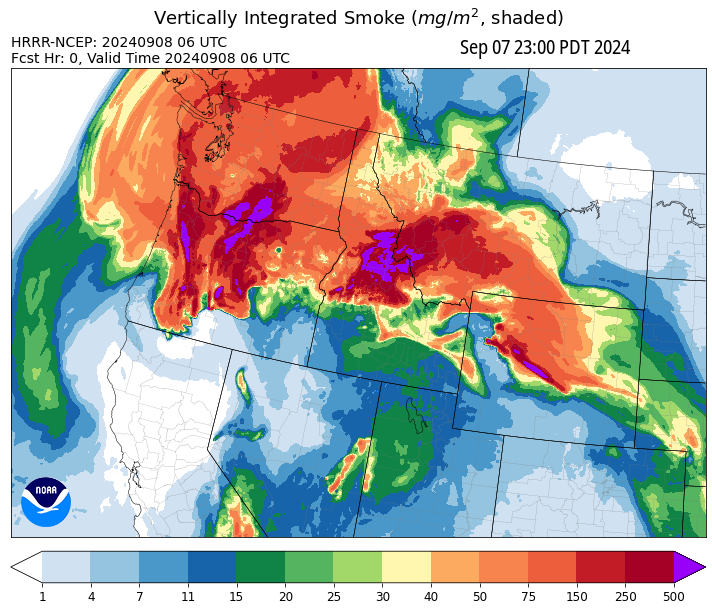 Vertically Integrated Smoke (mg/m², shaded)
HRRR-NCEP: 20240908 06 UTC
Fcst Hr: 0, Valid Time 20240908 06 UTC
Sep 07 23:00 PDT 2024
NOAA
1 4 7 11 15 20 25 30 40 50 75 150 250 500